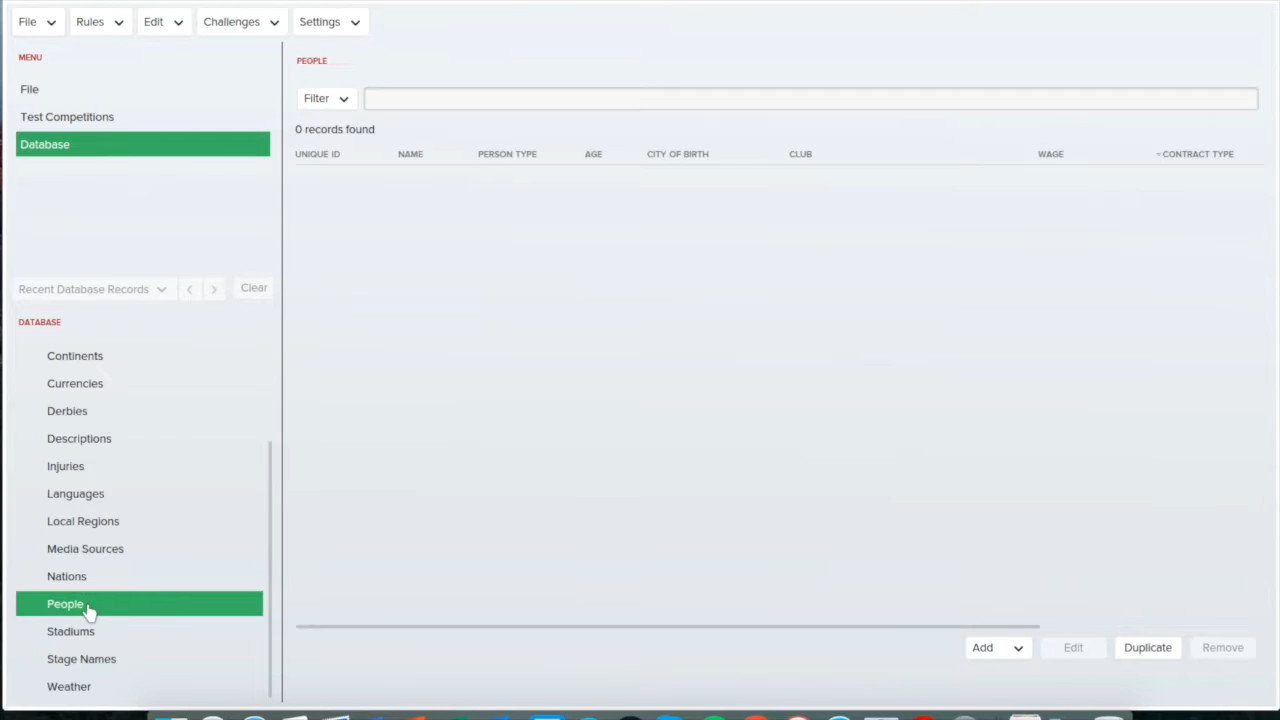 File Rules Edit Challenges Settings
MENU
File
Test Competitions
Database
Recent Database Records Clear
DATABASE
Continents
Currencies
Derbies
Descriptions
Injuries
Languages
Local Regions
Media Sources
Nations
People
Stadiums
Stage Names
Weather
PEOPLE
Filter
0 records found
UNIQUE ID NAME PERSON TYPE AGE CITY OF BIRTH CLUB WAGE CONTRACT TYPE
Add Edit Duplicate Remove